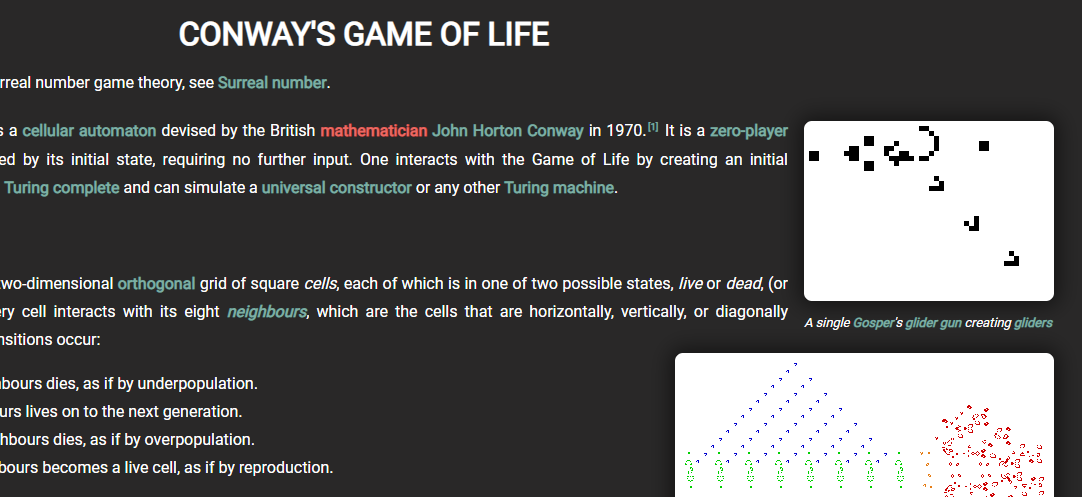 CONWAY'S GAME OF LIFE
rreal number game theory, see Surreal number.
s a cellular automaton devised by the British mathematician John Horton Conway in 1970.[1] It is a zero-player
ed by its initial state, requiring no further input. One interacts with the Game of Life by creating an initial
Turing complete and can simulate a universal constructor or any other Turing machine.
two-dimensional orthogonal grid of square cells, each of which is in one of two possible states, live or dead, (or
ery cell interacts with its eight neighbours, which are the cells that are horizontally, vertically, or diagonally
nsitions occur:
A single Gosper's glider gun creating gliders
hbours dies, as if by underpopulation.
urs lives on to the next generation.
hbours dies, as if by overpopulation.
bours becomes a live cell, as if by reproduction.